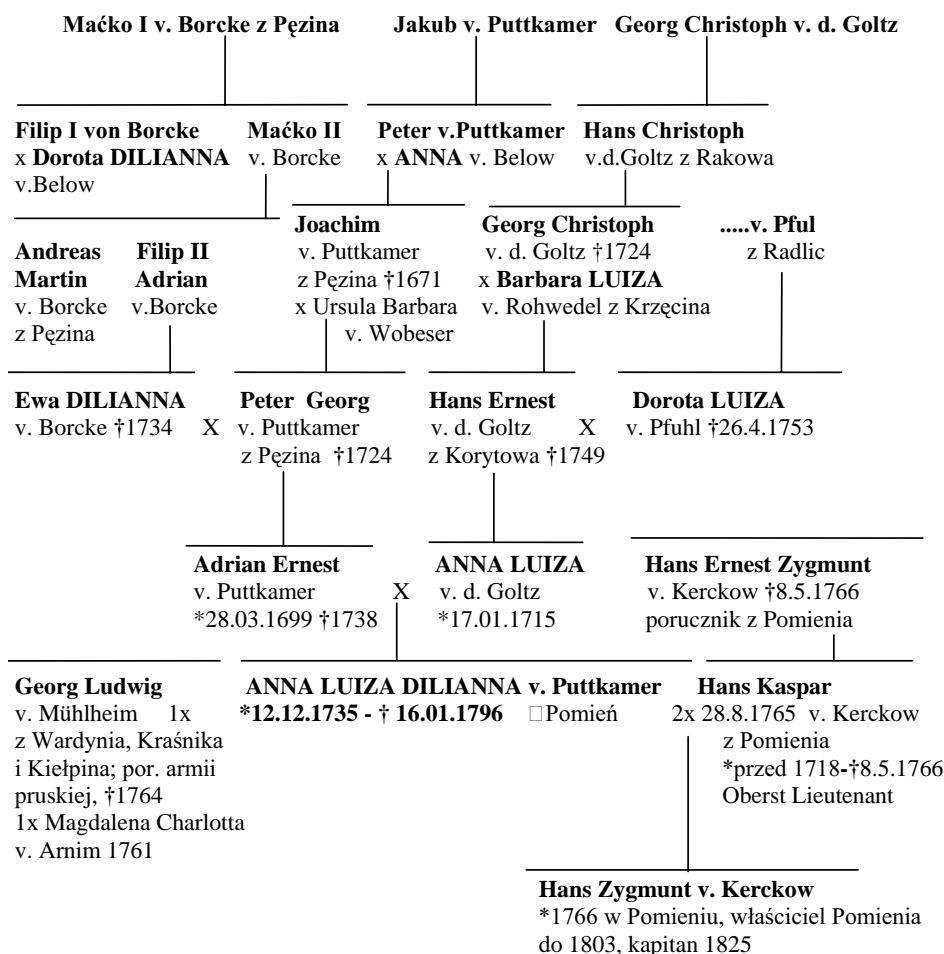 Maćko I v. Borcke z Pęzina Jakub v. Puttkamer Georg Christoph v. d. Goltz
Filip I von Borcke Maćko II Peter v.Puttkamer Hans Christoph
x Dorota DILIANNA v. Borcke x ANNA v. Below v.d.Goltz z Rakowa
v.Below
Joachim Georg Christoph .....v. Pful
Andreas Filip II v. Puttkamer v. d. Goltz †1724 z Radlic
Martin Adrian z Pęzina †1671 x Barbara LUIZA
v. Borcke v.Borcke x Ursula Barbara v. Rohwedel z Krzęcina
z Pęzina v. Wobeser
Ewa DILIANNA Peter Georg Hans Ernest Dorota LUIZA
v. Borcke †1734 X v. Puttkamer v. d. Goltz X v. Pfuhl †26.4.1753
z Pęzina †1724 z Korytowa †1749
Adrian Ernest ANNA LUIZA Hans Ernest Zygmunt
v. Puttkamer X v. d. Goltz v. Kerckow †8.5.1766
*28.03.1699 †1738 *17.01.1715 porucznik z Pomienia
Georg Ludwig ANNA LUIZA DILIANNA v. Puttkamer Hans Kaspar
v. Mühlheim 1x *12.12.1735 - † 16.01.1796 □Pomień 2x 28.8.1765 v. Kerckow
z Wardynia, Kraśnika z Pomienia
i Kiełpina; por. armii *przed 1718-†8.5.1766
pruskiej, †1764 Oberst Lieutenant
1x Magdalena Charlotta
v. Arnim 1761
Hans Zygmunt v. Kerckow
*1766 w Pomieniu, właściciel Pomienia
do 1803, kapitan 1825